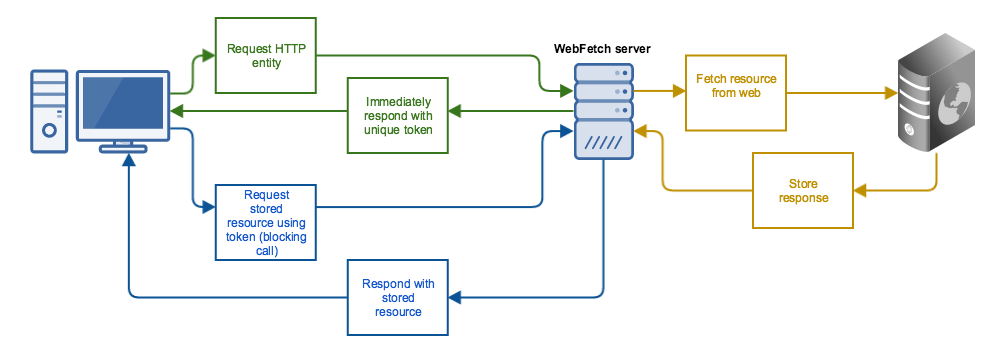 Request HTTP
entity
WebFetch server
Immediately
respond with
unique token
Fetch resource
from web
Request
stored
resource using
token (blocking
call)
Store
response
Respond with
stored
resource